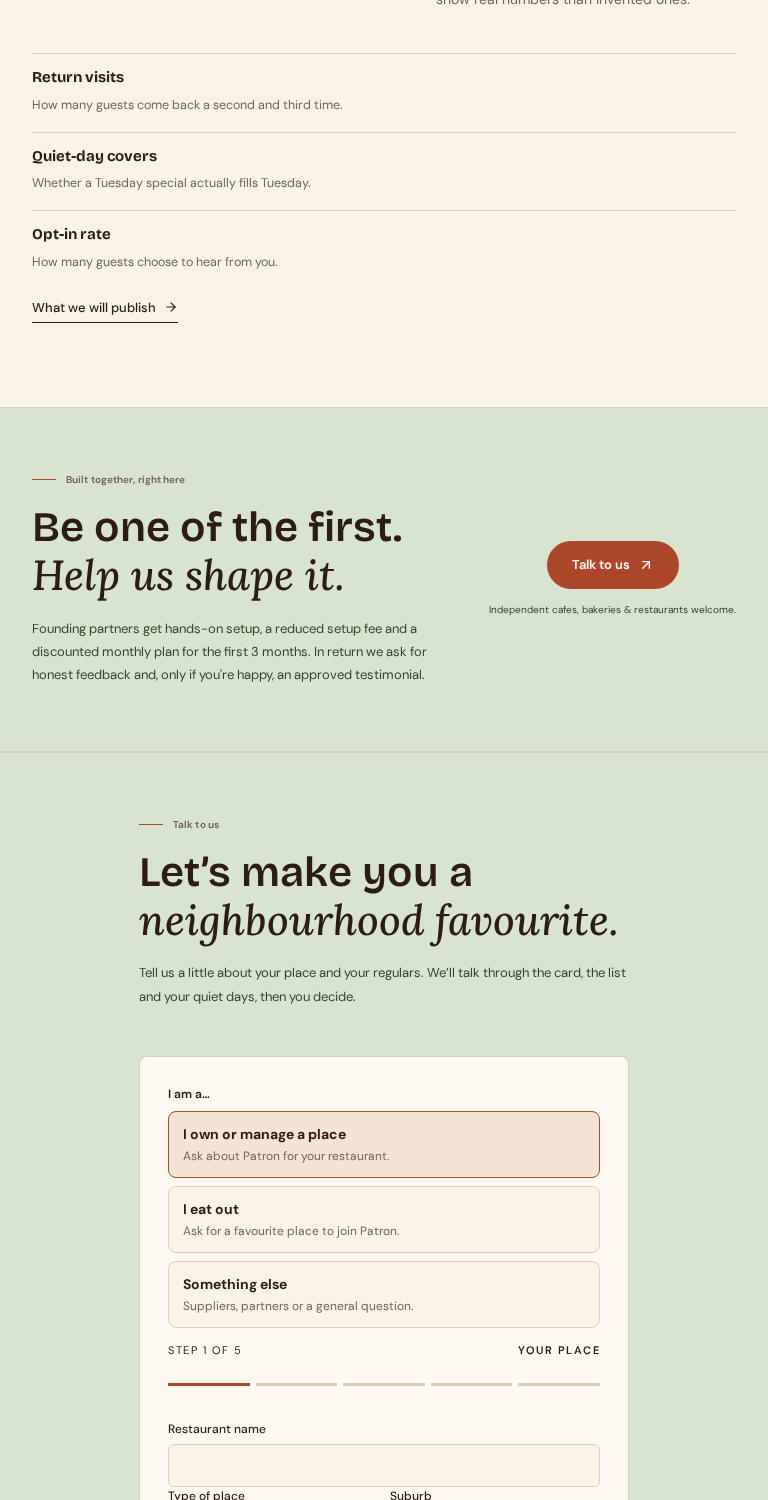 show real numbers than invented ones.
Return visits
How many guests come back a second and third time.
Quiet-day covers
Whether a Tuesday special actually fills Tuesday.
Opt-in rate
How many guests choose to hear from you.
What we will publish
Built together, right here
Be one of the first.
Help us shape it.
Founding partners get hands-on setup, a reduced setup fee and a
discounted monthly plan for the first 3 months. In return we ask for
honest feedback and, only if you're happy, an approved testimonial.
Talk to us
Independent cafes, bakeries & restaurants welcome.
Talk to us
Let’s make you a
neighbourhood favourite.
Tell us a little about your place and your regulars. We’ll talk through the card, the list
and your quiet days, then you decide.
I am a…
I own or manage a place
Ask about Patron for your restaurant.
I eat out
Ask for a favourite place to join Patron.
Something else
Suppliers, partners or a general question.
STEP 1 OF 5
YOUR PLACE
Restaurant name
Type of place
Suburb